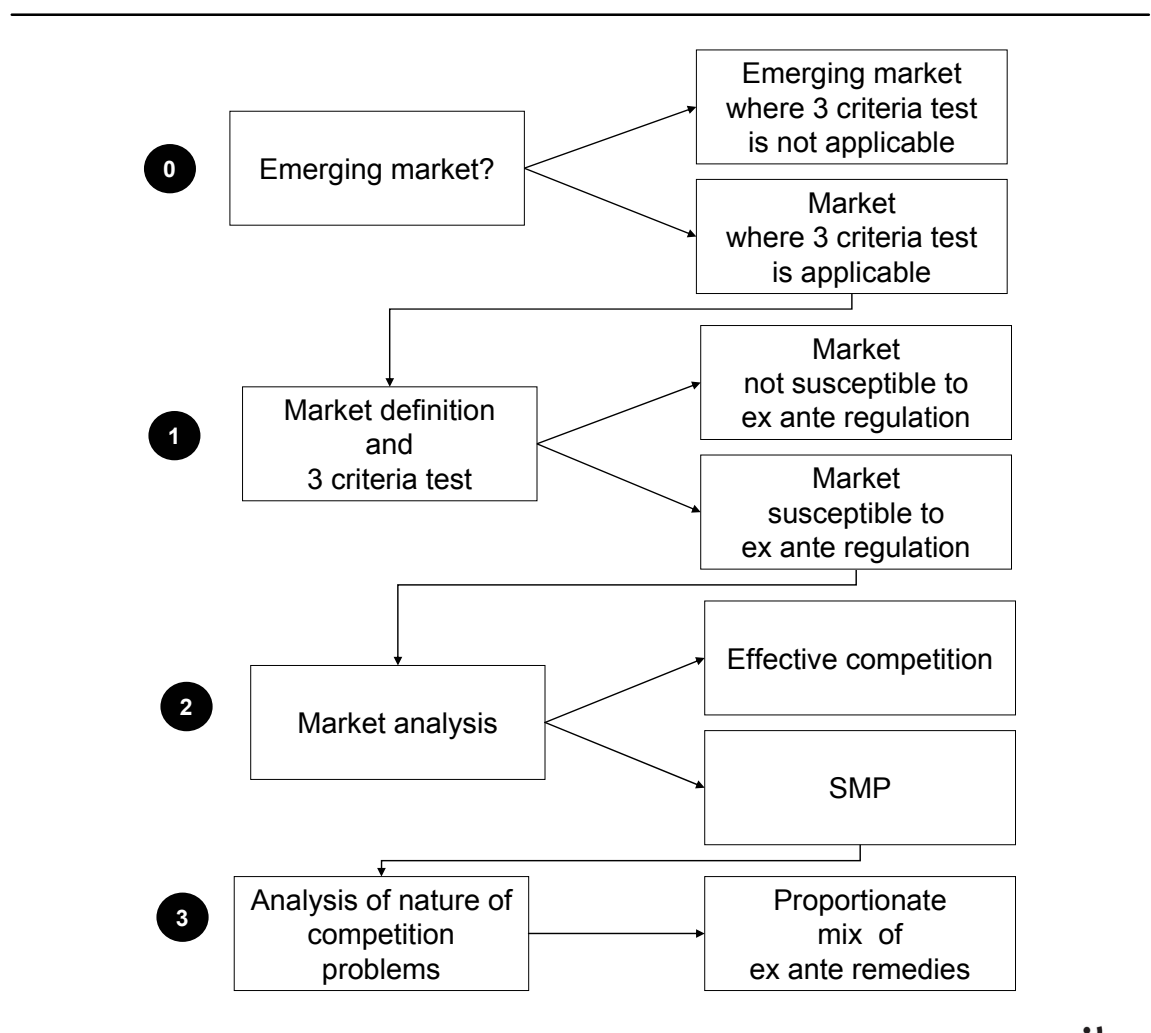 0
Emerging market?
Emerging market
where 3 criteria test
is not applicable
Market
where 3 criteria test
is applicable
1
Market definition
and
3 criteria test
Market
not susceptible to
ex ante regulation
Market
susceptible to
ex ante regulation
2
Market analysis
Effective competition
SMP
3
Analysis of nature of
competition
problems
Proportionate
mix of
ex ante remedies